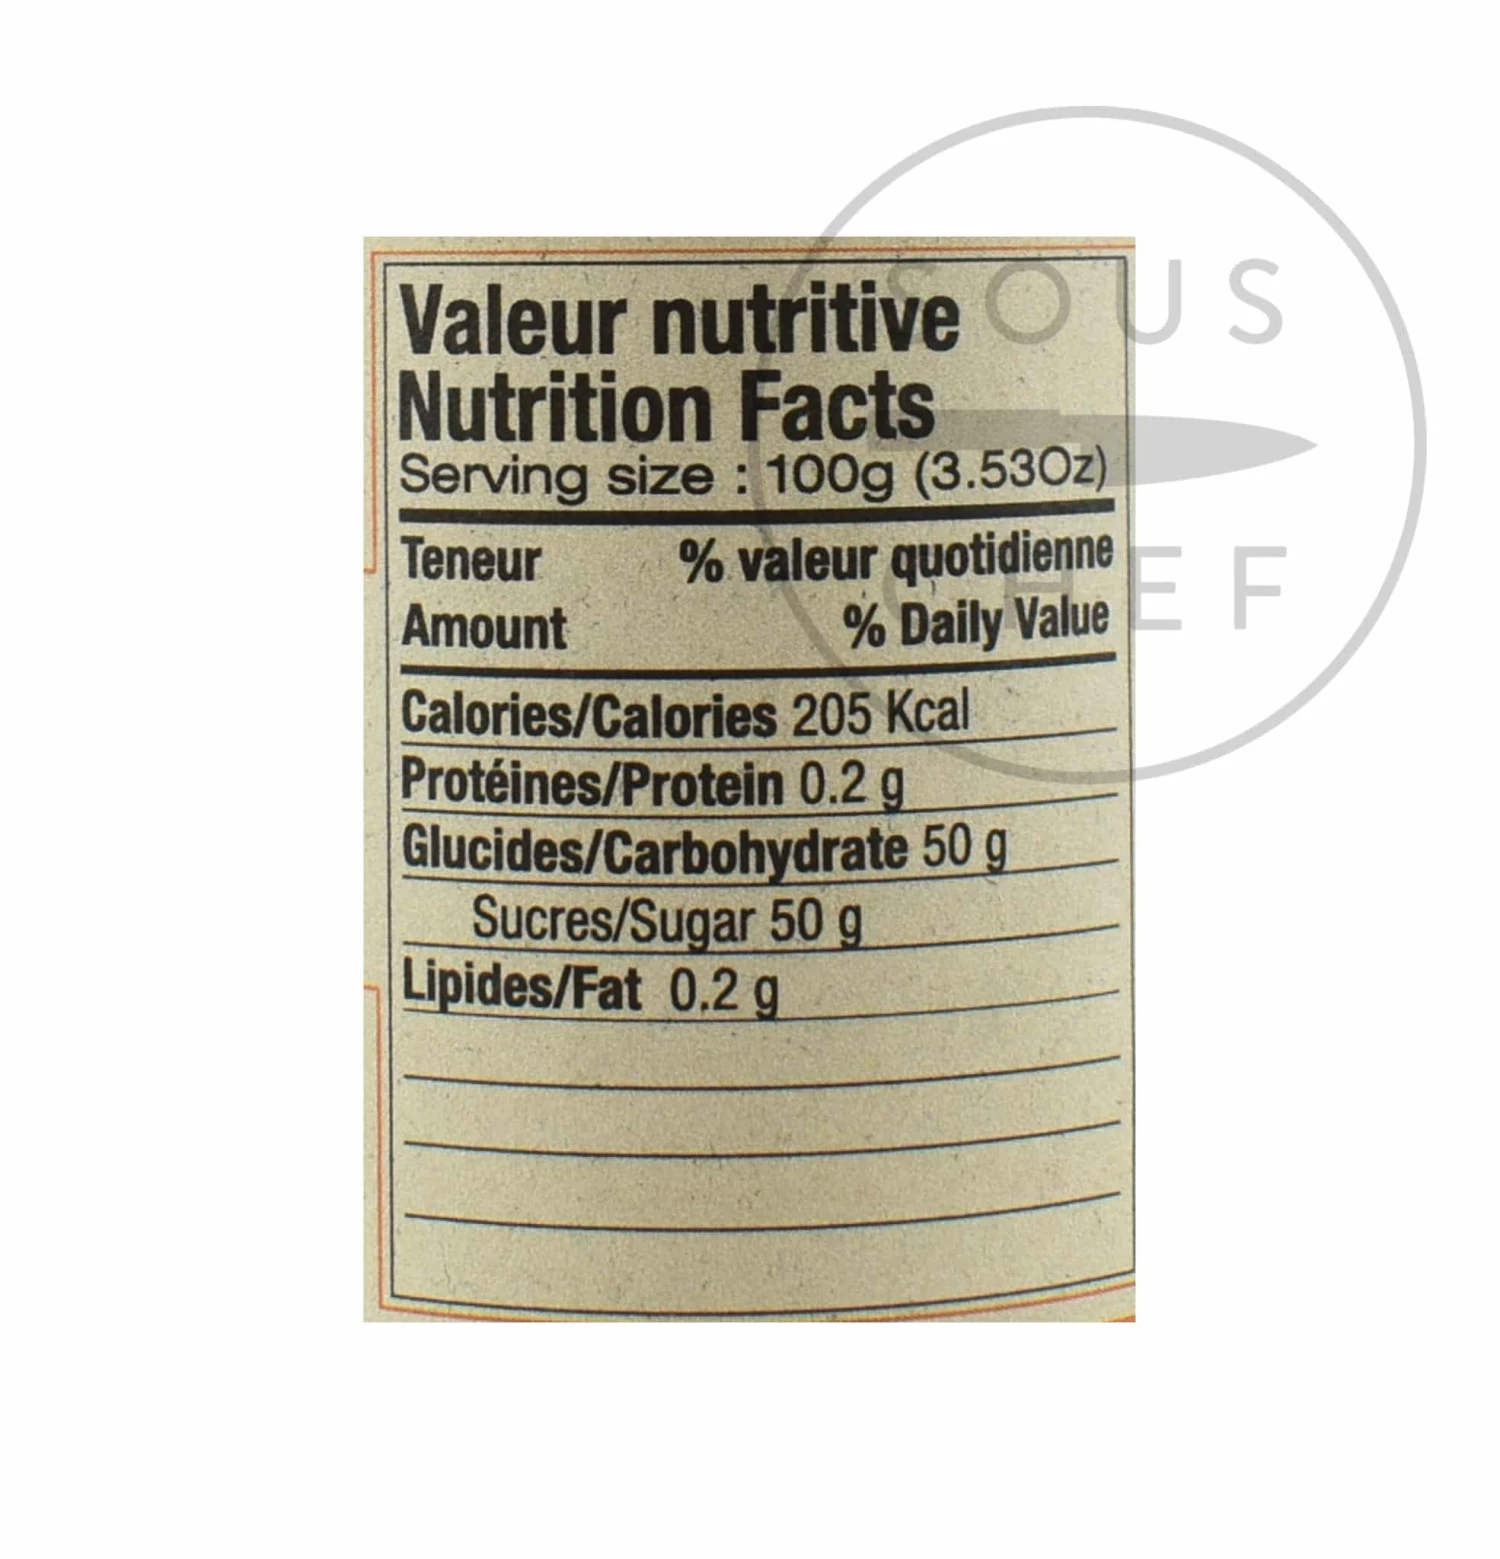 Valeur nutritive
Nutrition Facts
Serving size : 100g (3.53Oz)
Teneur % valeur quotidienne
Amount % Daily Value
Calories/Calories 205 Kcal
Protéines/Protein 0.2 g
Glucides/Carbohydrate 50 g
Sucres/Sugar 50 g
Lipides/Fat 0.2 g
SOUS
CHEF